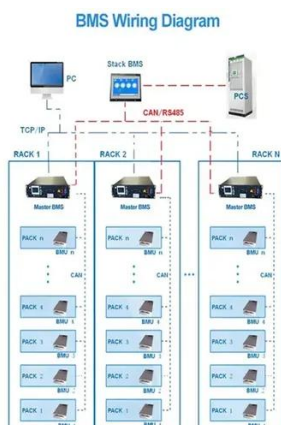 BMS Wiring Diagram
Stack BMS
PC
PCS
CAN/RS485
TCP/IP
RACK 1
RACK 2
RACK N
Master BMS
Master BMS
Master BMS
PACK n
PACK n
PACK n
BMU n
BMU n
BMU n
CAN
CAN
CAN
PACK 4
PACK 4
PACK 4
BMU 4
BMU 4
BMU 4
PACK 3
PACK 3
PACK 3
BMU 3
BMU 3
BMU 3
PACK 2
PACK 2
PACK 2
BMU 2
BMU 2
BMU 2
PACK 1
PACK 1
PACK 1